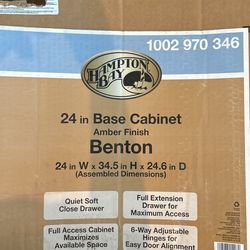 1002 970 346
HAMPTON
BAY
24 in Base Cabinet
Amber Finish
Benton
24 in W x 34.5 in H x 24.6 in D
(Assembled Dimensions)
Quiet Soft
Close Drawer
Full Extension
Drawer for
Maximum Access
Full Access Cabinet
Maximizes
Available Space
6-Way Adjustable
Hinges for
Easy Door Alignment